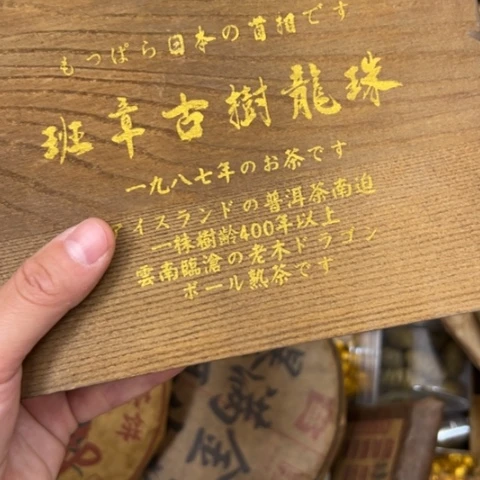 もっぱら日本の首相です
班章古樹龍珠
一九八七年のお茶です
アイスランドの普洱茶南迫
一株樹齢400年以上
雲南臨滄の老木ドラゴン
ボール熟茶です